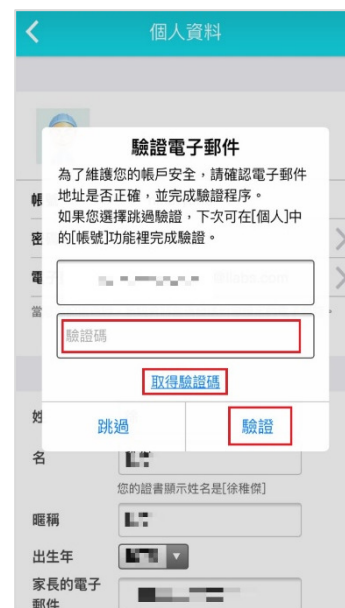 個人資料
驗證電子郵件
為了維護您的帳戶安全，請確認電子郵件
地址是否正確，並完成驗證程序。
如果您選擇跳過驗證，下次可在[個人]中
的[帳號]功能裡完成驗證。
帳
密
電
當
驗證碼
取得驗證碼
跳過
驗證
姓
名
您的證書顯示姓名是[徐稚傑]
暱稱
出生年
家長的電子
郵件